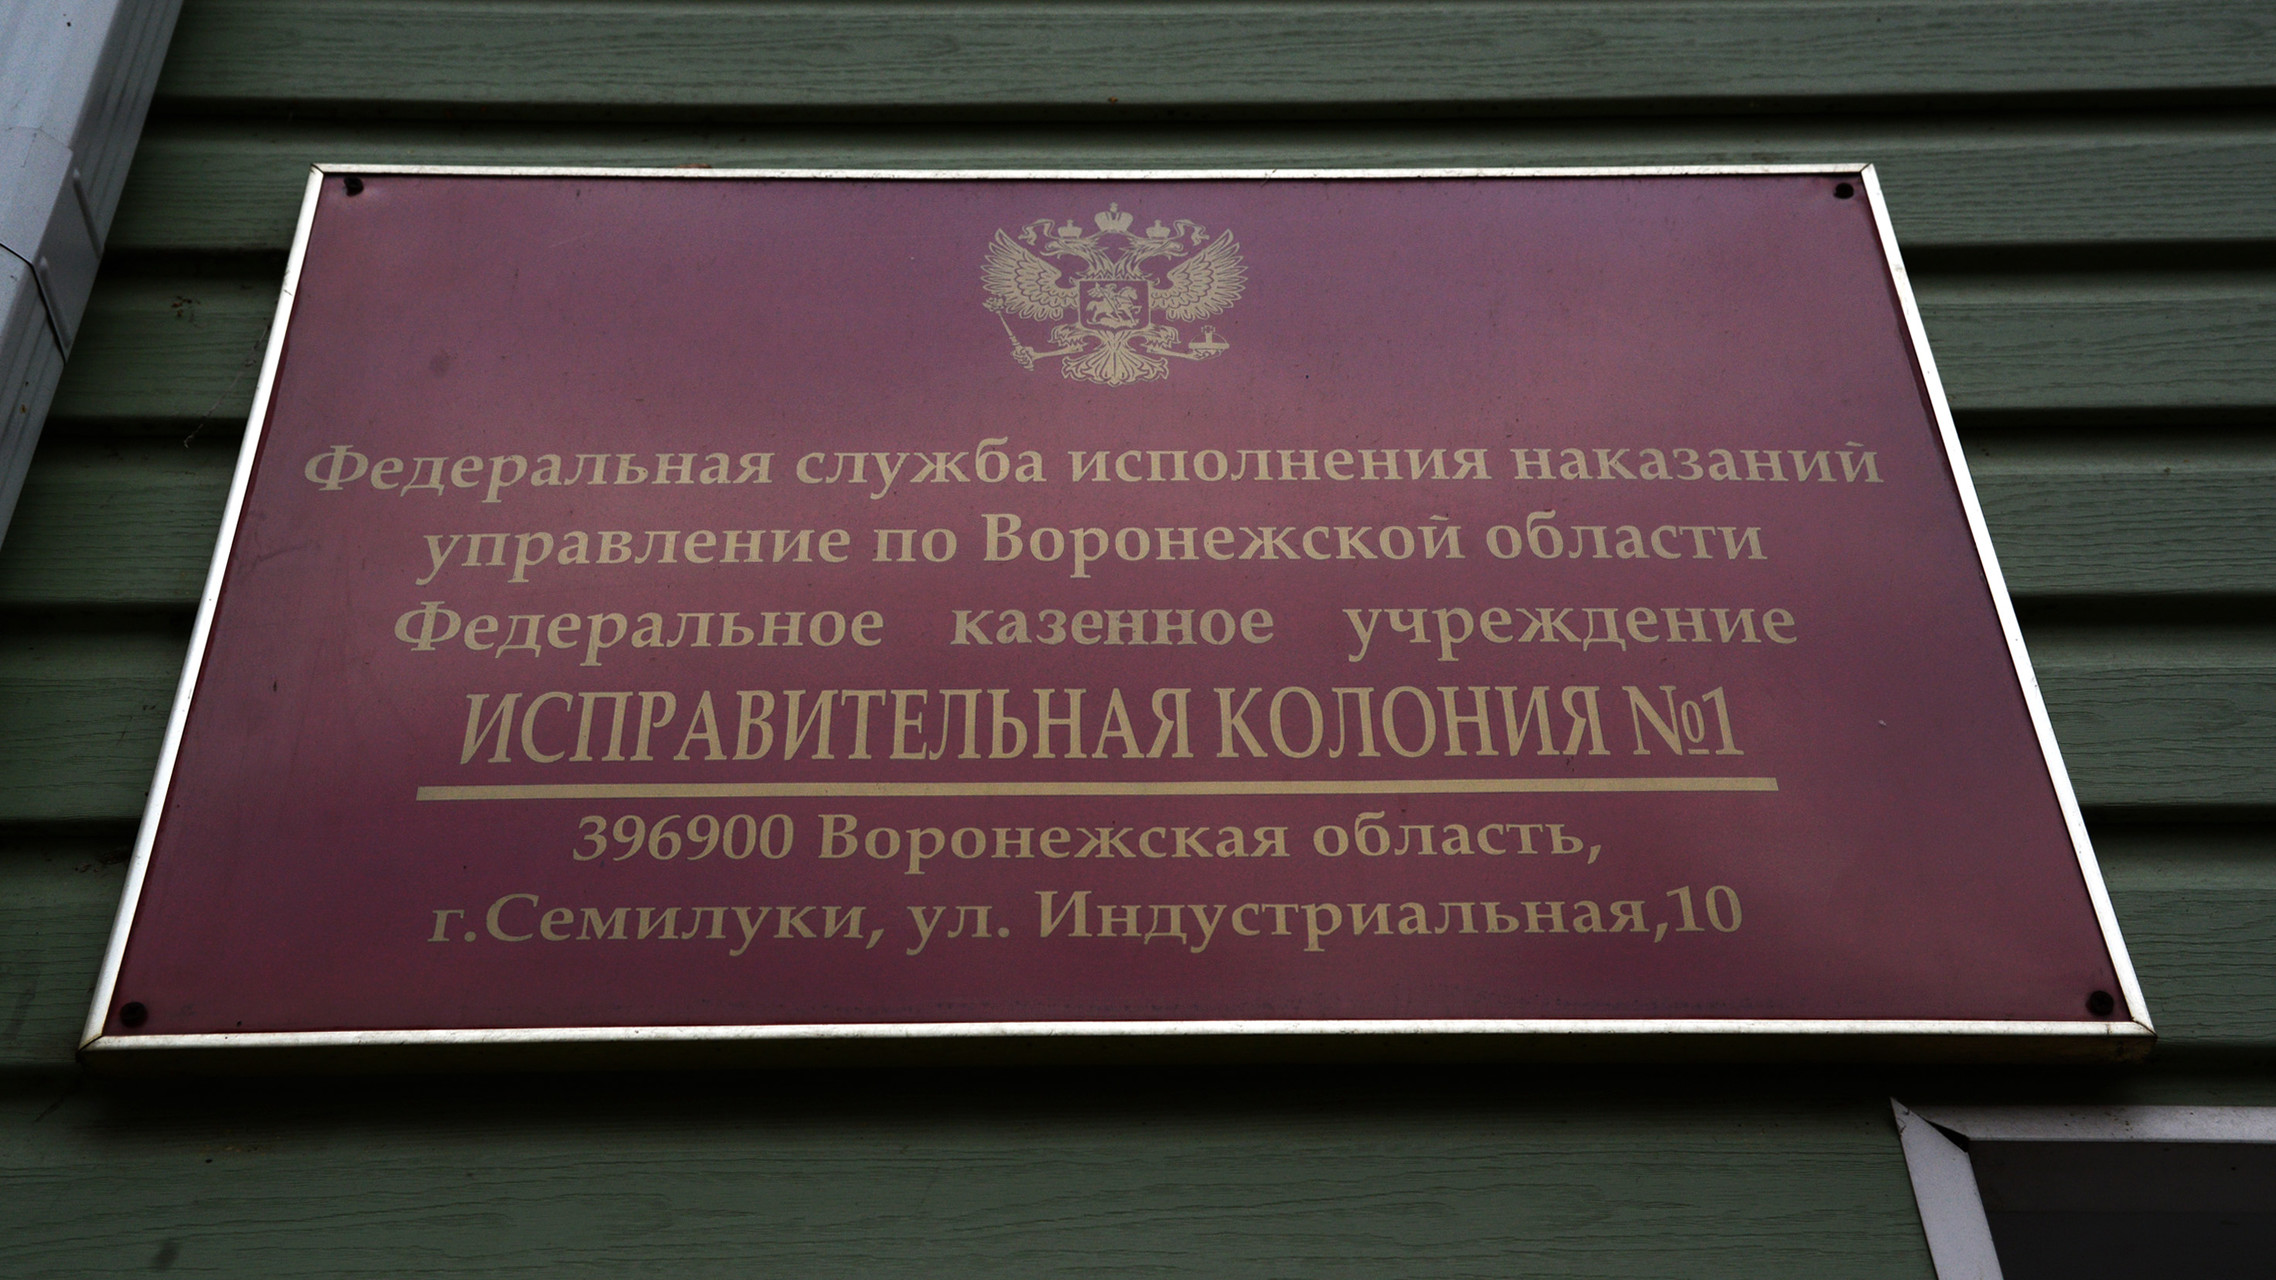 Федеральная служба исполнения наказаний
управление по Воронежской области
Федеральное казенное учреждение
ИСПРАВИТЕЛЬНАЯ КОЛОНИЯ №1
396900 Воронежская область,
г.Семилуки, ул. Индустриальная,10